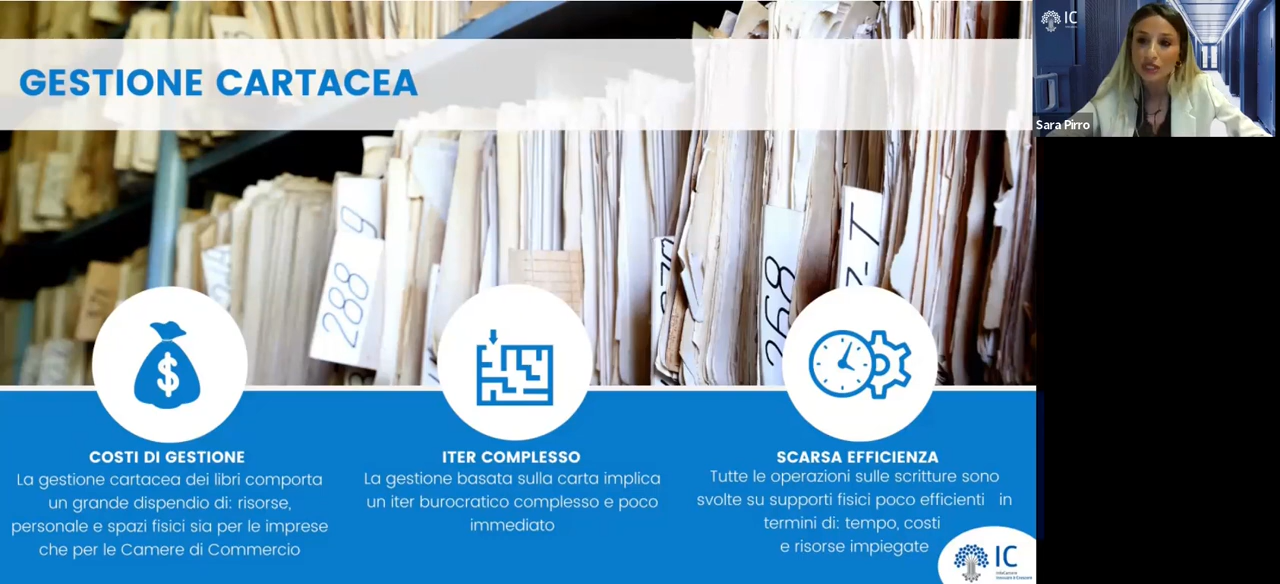 GESTIONE CARTACEA
IC
Sara Pirro
288 9
268
Z-T
$
COSTI DI GESTIONE
La gestione cartacea dei libri comporta
un grande dispendio di: risorse,
personale e spazi fisici sia per le imprese
che per le Camere di Commercio
ITER COMPLESSO
La gestione basata sulla carta implica
un iter burocratico complesso e poco
immediato
SCARSA EFFICIENZA
Tutte le operazioni sulle scritture sono
svolte su supporti fisici poco efficienti in
termini di: tempo, costi
e risorse impiegate
IC
InfoCamere